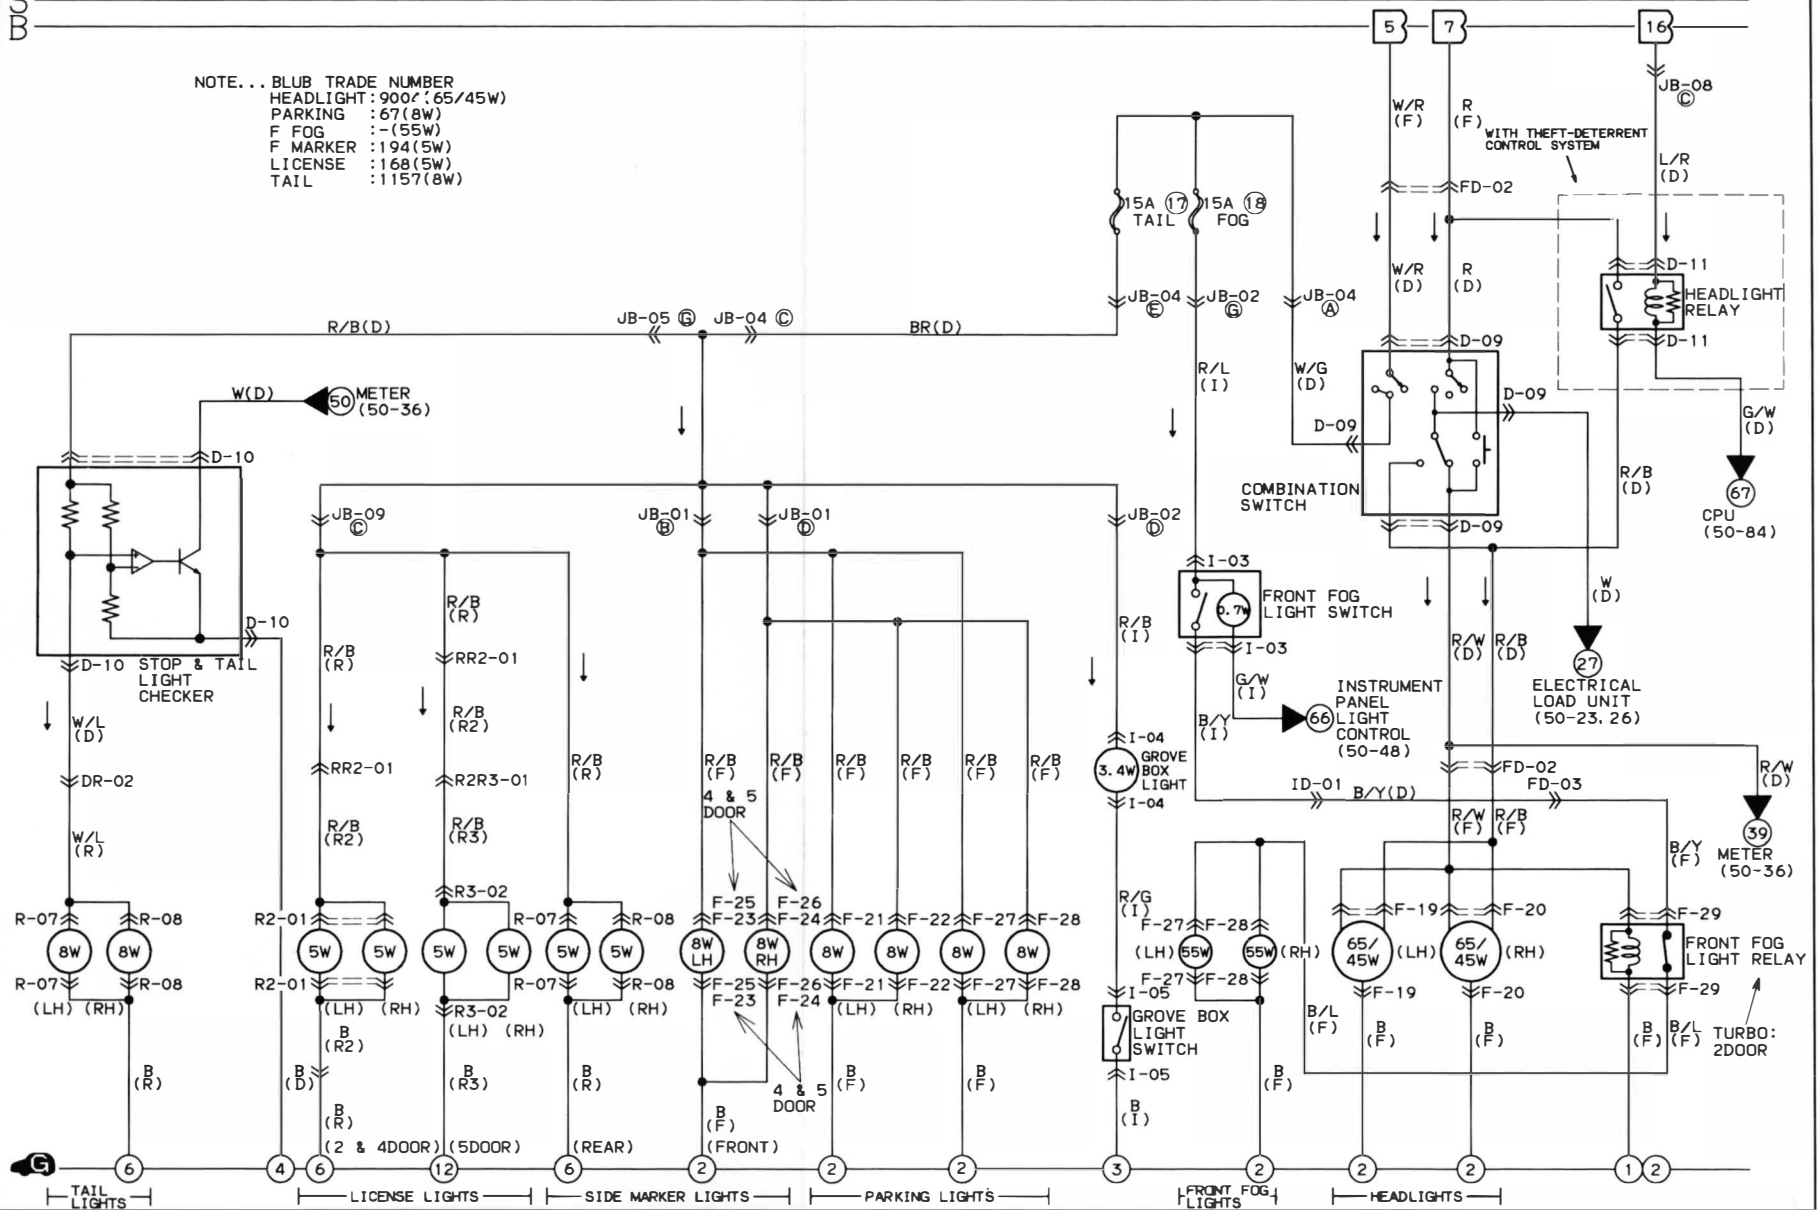 B
5 7 16
NOTE...BLUB TRADE NUMBER
HEADLIGHT: (65/45W)
PARKING :67(8W)
F FOG :-(55W)
F MARKER :194(5W)
LICENSE :168(5W)
TAIL :1157(8W)
W/R (F)
R (F)
JB-08 Ⓒ
WITH THEFT-DETERRENT
CONTROL SYSTEM
L/R (D)
FD-02
15A ⑰
TAIL
15A ⑱
FOG
W/R (D)
R (D)
D-11
HEADLIGHT
RELAY
D-11
R/B(D)
JB-05 Ⓖ
JB-04 Ⓒ
BR(D)
JB-04 Ⓔ
JB-02 Ⓖ
JB-04 Ⓐ
D-09
R/L (I)
W/G (D)
W(D)
50 METER
(50-36)
D-09
D-09
G/W (D)
D-10
R/B (D)
67
CPU
(50-84)
COMBINATION
SWITCH
D-09
JB-09 Ⓒ
JB-01 Ⓑ
JB-01 Ⓓ
JB-02 Ⓓ
I-03
0.7W
FRONT FOG
LIGHT SWITCH
I-03
W (D)
R/B (R)
D-10
D-10
STOP & TAIL
LIGHT
CHECKER
R/B (R)
RR2-01
R/B (I)
R/W (D)
R/B (D)
27
ELECTRICAL
LOAD UNIT
(50-23.26)
G/W (I)
66
INSTRUMENT
PANEL
LIGHT
CONTROL
(50-48)
B/Y (I)
W/L (D)
R/B (R2)
DR-02
RR2-01
R2R3-01
R/B (R)
R/B (F)
R/B (F)
R/B (F)
R/B (F)
R/B (F)
R/B (F)
I-04
3.4W
GROVE
BOX
LIGHT
I-04
FD-02
R/W (D)
ID-01
B/Y(D)
FD-03
39
METER
(50-36)
W/L (R)
R/B (R2)
R/B (R3)
4 & 5
DOOR
R/W (F)
R/B (F)
B/Y (F)
R3-02
F-25
F-26
R/G (I)
R-07
R-08
R2-01
R-07
R-08
F-23
F-24
F-21
F-22
F-27
F-28
F-27
F-28
F-19
F-20
F-29
8W
8W
5W
5W
5W
5W
5W
5W
8W LH
8W RH
8W
8W
8W
8W
(LH) 55W
55W (RH)
65/45W (LH)
65/45W (RH)
FRONT FOG
LIGHT RELAY
R-07
R-08
R2-01
R3-02
R-07
R-08
F-25
F-26
F-23
F-24
F-21
F-22
F-27
F-28
F-27
F-28
F-19
F-20
F-29
(LH) (RH)
(LH) (RH)
(LH) (RH)
(LH) (RH)
(LH) (RH)
(LH) (RH)
I-05
GROVE BOX
LIGHT
SWITCH
I-05
B/L (F)
B (F)
B (F)
B (F)
B/L (F)
TURBO:
2DOOR
B (R2)
B (R)
B (D)
B (R)
B (R3)
B (R)
B (F)
4 & 5
DOOR
B (F)
B (F)
B (I)
B (F)
(2 & 4DOOR)
(5DOOR)
(REAR)
(FRONT)
G 6 4 6 12 6 2 2 2 3 2 2 2 1 2
TAIL
LIGHTS
LICENSE LIGHTS
SIDE MARKER LIGHTS
PARKING LIGHTS
FRONT FOG
LIGHTS
HEADLIGHTS